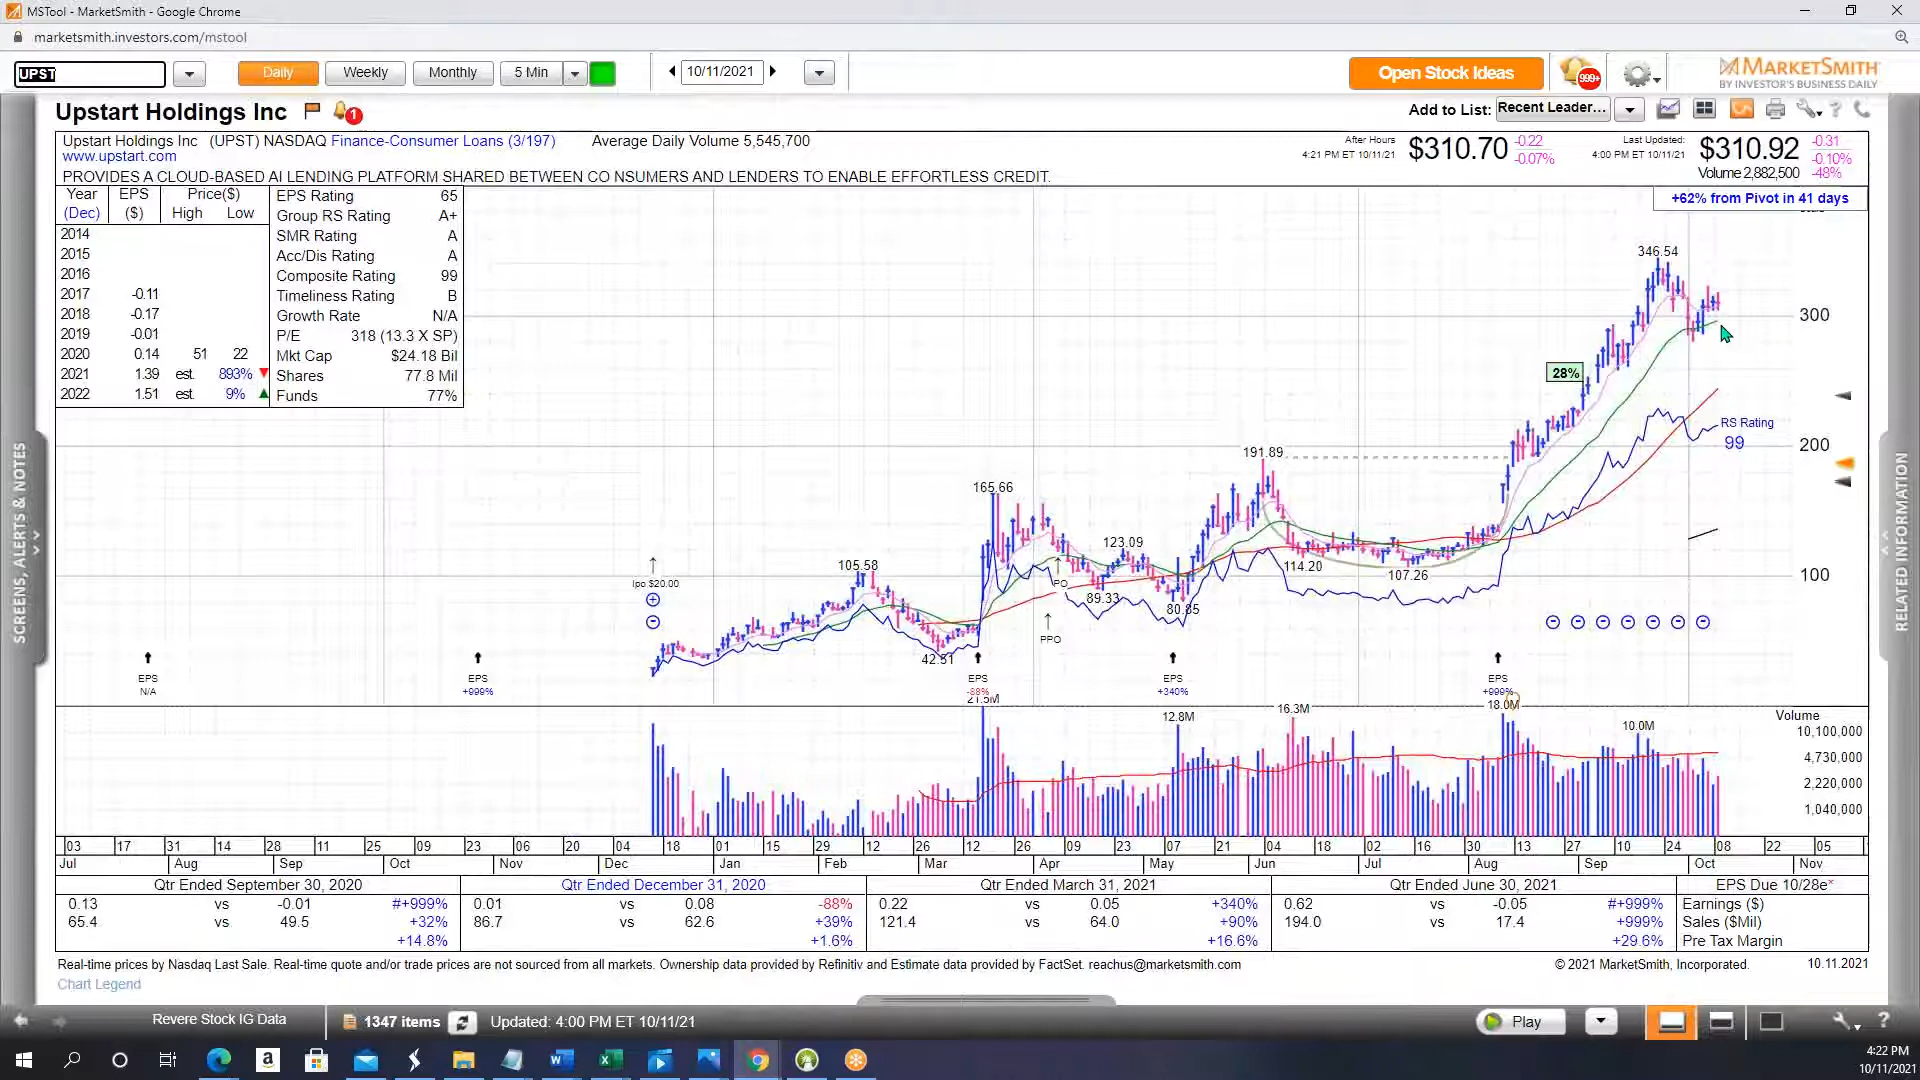 MSTool - MarketSmith - Google Chrome
marketsmith.investors.com/mstool
UPST
Daily
Weekly
Monthly
5 Min
10/11/2021
Open Stock Ideas
999+
MARKETSMITH
BY INVESTOR'S BUSINESS DAILY
Upstart Holdings Inc
1
Add to List:
Recent Leader...
Upstart Holdings Inc (UPST) NASDAQ Finance-Consumer Loans (3/197) Average Daily Volume 5,545,700
www.upstart.com
PROVIDES A CLOUD-BASED AI LENDING PLATFORM SHARED BETWEEN CO NSUMERS AND LENDERS TO ENABLE EFFORTLESS CREDIT.
After Hours
4:21 PM ET 10/11/21
$310.70
-0.22
-0.07%
Last Updated:
4:00 PM ET 10/11/21
$310.92
-0.31
-0.10%
Volume 2,882,500 -48%
+62% from Pivot in 41 days
Year EPS Price($)
(Dec) ($) High Low
2014
2015
2016
2017 -0.11
2018 -0.17
2019 -0.01
2020 0.14 51 22
2021 1.39 est. 893%
2022 1.51 est. 9%
EPS Rating 65
Group RS Rating A+
SMR Rating A
Acc/Dis Rating A
Composite Rating 99
Timeliness Rating B
Growth Rate N/A
P/E 318 (13.3 X SP)
Mkt Cap $24.18 Bil
Shares 77.8 Mil
Funds 77%
346.54
300
28%
RS Rating
99
200
191.89
165.66
123.09
105.58
114.20
107.26
100
Ipo $20.00
PO
89.33
80.85
PPO
42.51
EPS
N/A
EPS
+999%
EPS
-88%
EPS
+340%
EPS
+999%
21.5M
12.8M
16.3M
18.0M
10.0M
Volume
10,100,000
4,730,000
2,220,000
1,040,000
03 17 31 14 28 11 25 09 23 06 20 04 18 01 15 29 12 26 12 26 09 23 07 21 04 18 02 16 30 13 27 10 24 08 22 05
Jul Aug Sep Oct Nov Dec Jan Feb Mar Apr May Jun Jul Aug Sep Oct Nov
Qtr Ended September 30, 2020 Qtr Ended December 31, 2020 Qtr Ended March 31, 2021 Qtr Ended June 30, 2021 EPS Due 10/28e*
0.13 vs -0.01 #+999% 0.01 vs 0.08 -88% 0.22 vs 0.05 +340% 0.62 vs -0.05 #+999% Earnings ($)
65.4 vs 49.5 +32% 86.7 vs 62.6 +39% 121.4 vs 64.0 +90% 194.0 vs 17.4 +999% Sales ($Mil)
+14.8% +1.6% +16.6% +29.6% Pre Tax Margin
Real-time prices by Nasdaq Last Sale. Real-time quote and/or trade prices are not sourced from all markets. Ownership data provided by Refinitiv and Estimate data provided by FactSet. reachus@marketsmith.com © 2021 MarketSmith, Incorporated. 10.11.2021
Chart Legend
SCREENS, ALERTS & NOTES
RELATED INFORMATION
Revere Stock IG Data
1347 items
Updated: 4:00 PM ET 10/11/21
Play
4:22 PM
10/11/2021